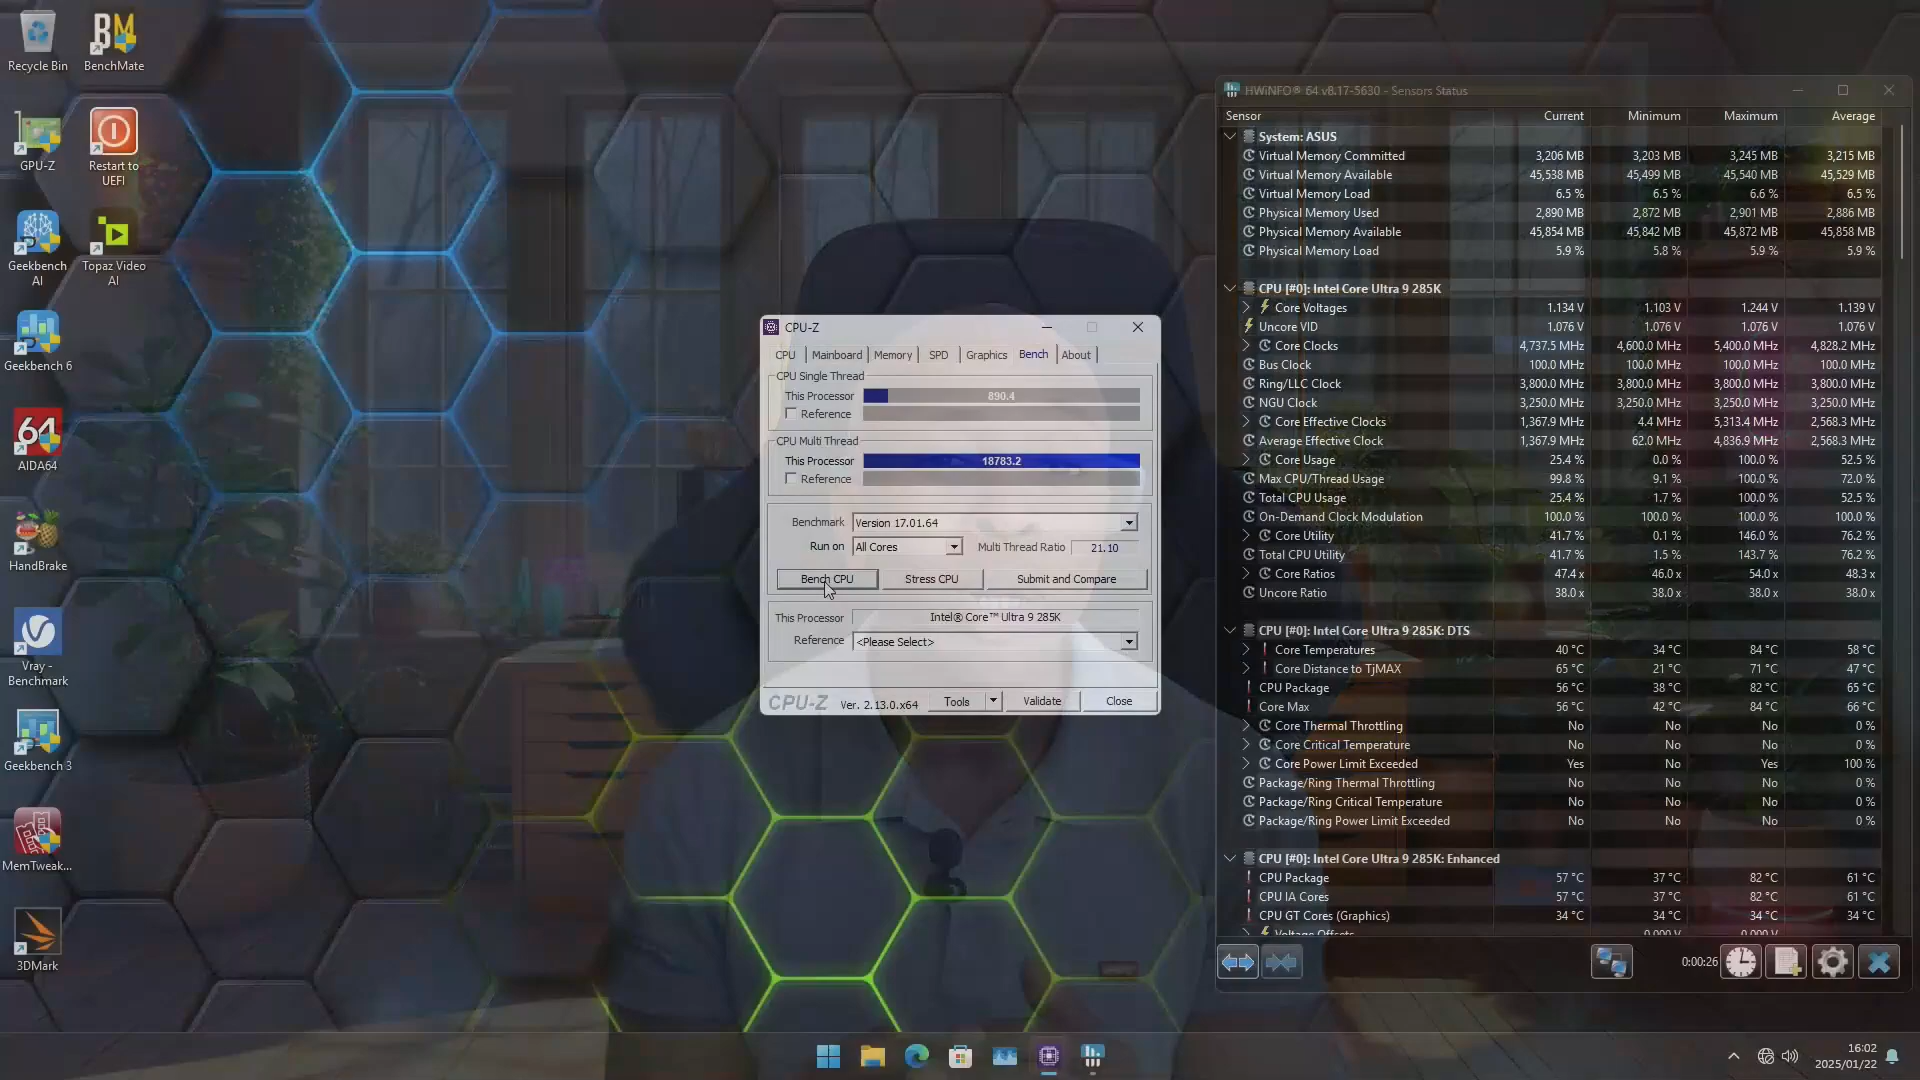 Recycle Bin
BenchMate
GPU-Z
Restart to
UEFI
Geekbench
AI
Topaz Video
AI
Geekbench 6
AIDA64
HandBrake
Vray -
Benchmark
Geekbench 3
MemTweak...
3DMark
CPU-Z
CPU Mainboard Memory SPD Graphics Bench About
CPU Single Thread
This Processor 890.4
Reference
CPU Multi Thread
This Processor 18783.2
Reference
Benchmark Version 17.01.64
Run on All Cores Multi Thread Ratio 21.10
Bench CPU Stress CPU Submit and Compare
This Processor Intel® Core™ Ultra 9 285K
Reference <Please Select>
CPU-Z Ver. 2.13.0.x64 Tools Validate Close
HWiNFO® 64 v8.17-5630 - Sensors Status
Sensor Current Minimum Maximum Average
System: ASUS
Virtual Memory Committed 3,206 MB 3,203 MB 3,245 MB 3,215 MB
Virtual Memory Available 45,538 MB 45,499 MB 45,540 MB 45,529 MB
Virtual Memory Load 6.5 % 6.5 % 6.6 % 6.5 %
Physical Memory Used 2,890 MB 2,872 MB 2,901 MB 2,886 MB
Physical Memory Available 45,854 MB 45,842 MB 45,872 MB 45,858 MB
Physical Memory Load 5.9 % 5.8 % 5.9 % 5.9 %
CPU [#0]: Intel Core Ultra 9 285K
Core Voltages 1.134 V 1.103 V 1.244 V 1.139 V
Uncore VID 1.076 V 1.076 V 1.076 V 1.076 V
Core Clocks 4,737.5 MHz 4,600.0 MHz 5,400.0 MHz 4,828.2 MHz
Bus Clock 100.0 MHz 100.0 MHz 100.0 MHz 100.0 MHz
Ring/LLC Clock 3,800.0 MHz 3,800.0 MHz 3,800.0 MHz 3,800.0 MHz
NGU Clock 3,250.0 MHz 3,250.0 MHz 3,250.0 MHz 3,250.0 MHz
Core Effective Clocks 1,367.9 MHz 4.4 MHz 5,313.4 MHz 2,568.3 MHz
Average Effective Clock 1,367.9 MHz 62.0 MHz 4,836.9 MHz 2,568.3 MHz
Core Usage 25.4 % 0.0 % 100.0 % 52.5 %
Max CPU/Thread Usage 99.8 % 9.1 % 100.0 % 72.0 %
Total CPU Usage 25.4 % 1.7 % 100.0 % 52.5 %
On-Demand Clock Modulation 100.0 % 100.0 % 100.0 % 100.0 %
Core Utility 41.7 % 0.1 % 146.0 % 76.2 %
Total CPU Utility 41.7 % 1.5 % 143.7 % 76.2 %
Core Ratios 47.4 x 46.0 x 54.0 x 48.3 x
Uncore Ratio 38.0 x 38.0 x 38.0 x 38.0 x
CPU [#0]: Intel Core Ultra 9 285K: DTS
Core Temperatures 40 °C 34 °C 84 °C 58 °C
Core Distance to TjMAX 65 °C 21 °C 71 °C 47 °C
CPU Package 56 °C 38 °C 82 °C 65 °C
Core Max 56 °C 42 °C 84 °C 66 °C
Core Thermal Throttling No No No 0 %
Core Critical Temperature No No No 0 %
Core Power Limit Exceeded Yes No Yes 100 %
Package/Ring Thermal Throttling No No No 0 %
Package/Ring Critical Temperature No No No 0 %
Package/Ring Power Limit Exceeded No No No 0 %
CPU [#0]: Intel Core Ultra 9 285K: Enhanced
CPU Package 57 °C 37 °C 82 °C 61 °C
CPU IA Cores 57 °C 37 °C 82 °C 61 °C
CPU GT Cores (Graphics) 34 °C 34 °C 34 °C 34 °C
Voltage Offsets 0.000 V 0.000 V 0.000 V
0:00:26
16:02
2025/01/22